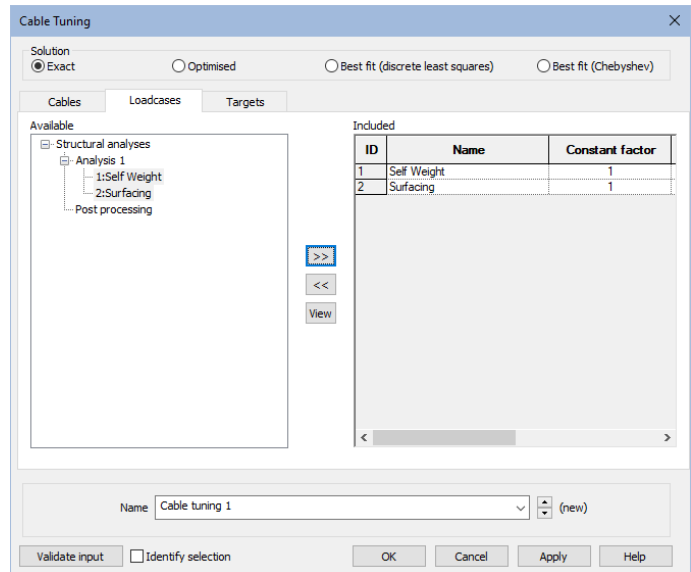 Cable Tuning
Solution
Exact Optimised Best fit (discrete least squares) Best fit (Chebyshev)
Cables Loadcases Targets
Available
Structural analyses
Analysis 1
1:Self Weight
2:Surfacing
Post processing
>>
<<
View
Included
ID Name Constant factor
1 Self Weight 1
2 Surfacing 1
Name Cable tuning 1 (new)
Validate input Identify selection OK Cancel Apply Help